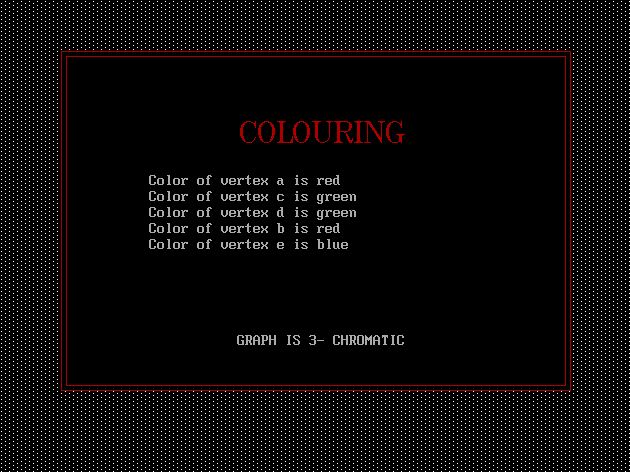 COLOURING
Color of vertex a is red
Color of vertex c is green
Color of vertex d is green
Color of vertex b is red
Color of vertex e is blue
GRAPH IS 3- CHROMATIC